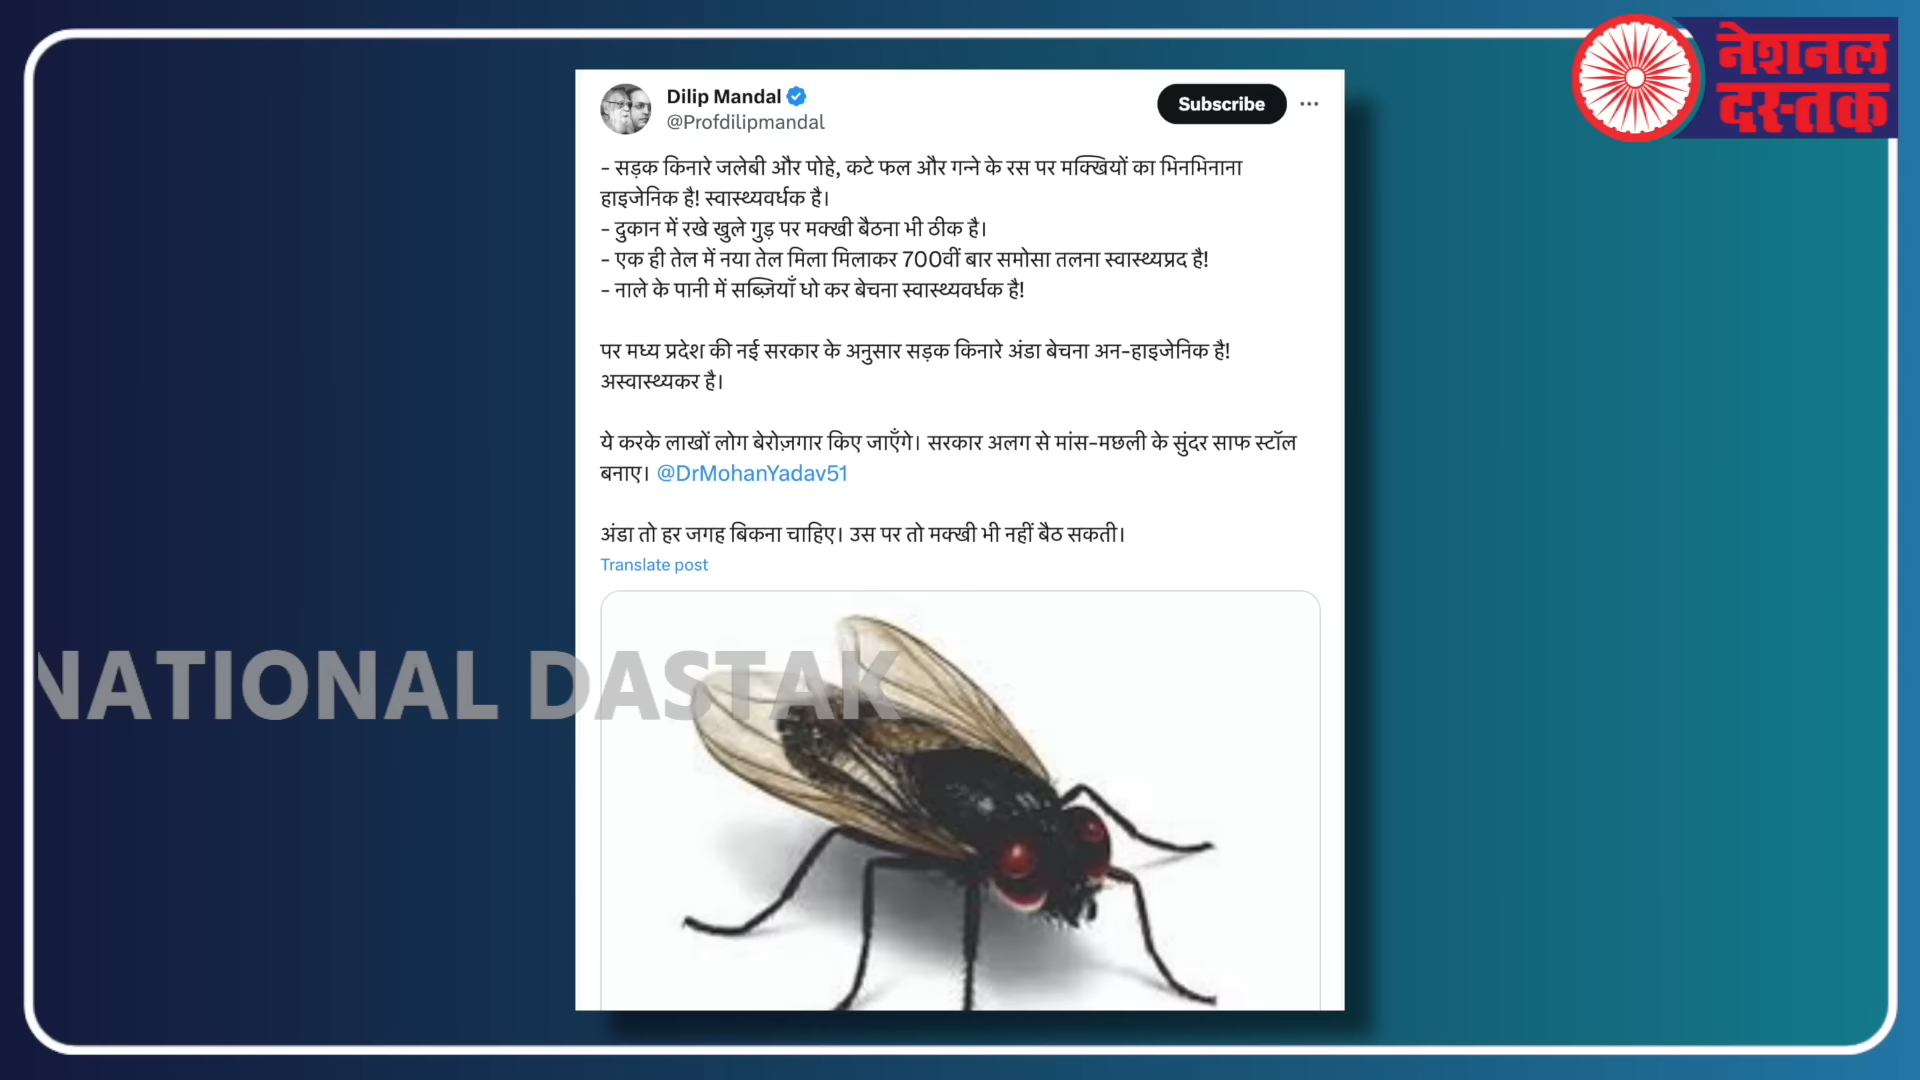 नेशनल
दस्तक
Dilip Mandal
@Profdilipmandal
Subscribe
- सड़क किनारे जलेबी और पोहे, कटे फल और गन्ने के रस पर मक्खियों का भिनभिनाना
हाइजेनिक है! स्वास्थ्यवर्धक है।
- दुकान में रखे खुले गुड़ पर मक्खी बैठना भी ठीक है।
- एक ही तेल में नया तेल मिला मिलाकर 700वीं बार समोसा तलना स्वास्थ्यप्रद है!
- नाले के पानी में सब्ज़ियाँ धो कर बेचना स्वास्थ्यवर्धक है!
पर मध्य प्रदेश की नई सरकार के अनुसार सड़क किनारे अंडा बेचना अन-हाइजेनिक है!
अस्वास्थ्यकर है।
ये करके लाखों लोग बेरोज़गार किए जाएँगे। सरकार अलग से मांस-मछली के सुंदर साफ स्टॉल
बनाए। @DrMohanYadav51
अंडा तो हर जगह बिकना चाहिए। उस पर तो मक्खी भी नहीं बैठ सकती।
Translate post
NATIONAL DASTAK